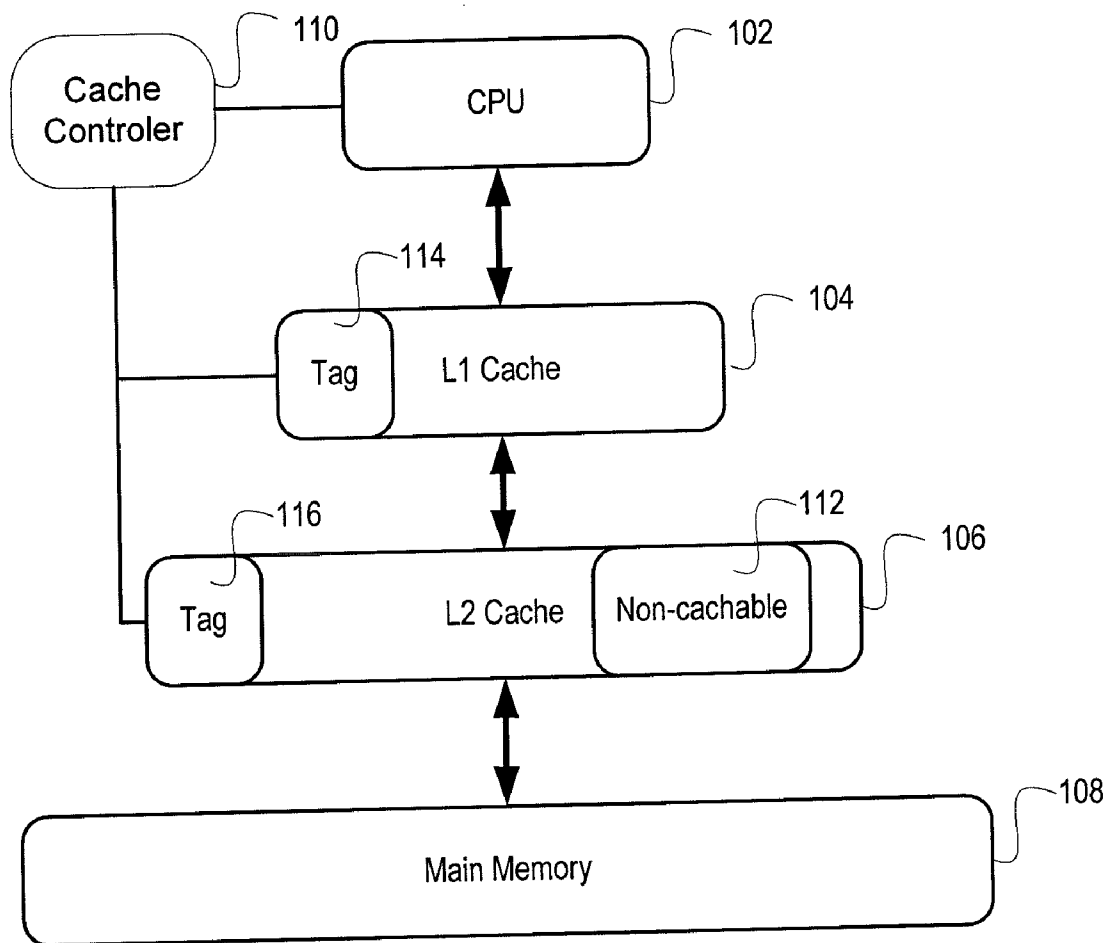 110
102
Cache
Controler
CPU
114
104
Tag
L1 Cache
116
112
106
Tag
L2 Cache
Non-cachable
108
Main Memory